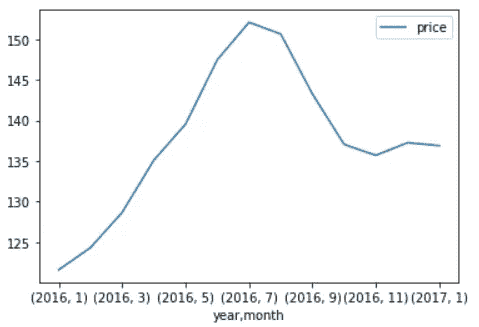 price
150
145
140
135
130
125
(2016, 1) (2016, 3) (2016, 5) (2016, 7) (2016, 9) (2016, 11) (2017, 1)
year,month